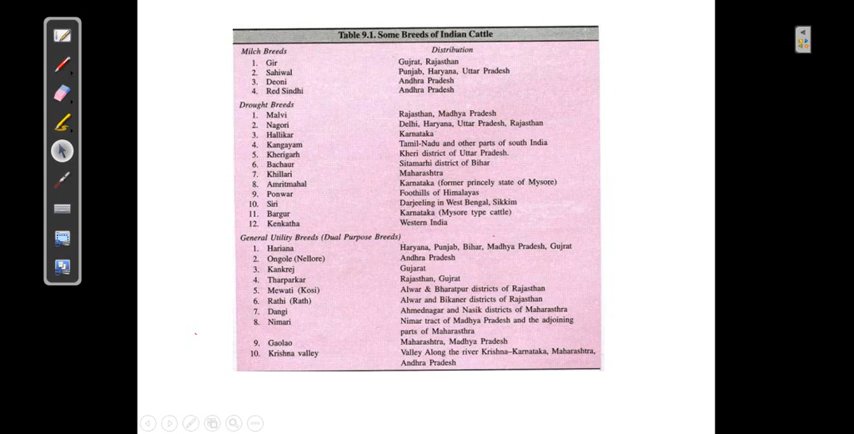 Table 9.1. Some Breeds of Indian Cattle
Milch Breeds Distribution
1. Gir Gujrat, Rajasthan
2. Sahiwal Punjab, Haryana, Uttar Pradesh
3. Deoni Andhra Pradesh
4. Red Sindhi Andhra Pradesh
Drought Breeds
1. Malvi Rajasthan, Madhya Pradesh
2. Nagori Delhi, Haryana, Uttar Pradesh, Rajasthan
3. Hallikar Karnataka
4. Kangayam Tamil-Nadu and other parts of south India
5. Kherigarh Kheri district of Uttar Pradesh.
6. Bachaur Sitamarhi district of Bihar
7. Khillari Maharashtra
8. Amritmahal Karnataka (former princely state of Mysore)
9. Ponwar Foothills of Himalayas
10. Siri Darjeeling in West Bengal, Sikkim
11. Bargur Karnataka (Mysore type cattle)
12. Kenkatha Western India
General Utility Breeds (Dual Purpose Breeds)
1. Hariana Haryana, Punjab, Bihar, Madhya Pradesh, Gujrat
2. Ongole (Nellore) Andhra Pradesh
3. Kankrej Gujarat
4. Tharparkar Rajasthan, Gujrat
5. Mewati (Kosi) Alwar & Bharatpur districts of Rajasthan
6. Rathi (Rath) Alwar and Bikaner districts of Rajasthan
7. Dangi Ahmednagar and Nasik districts of Maharasthra
8. Nimari Nimar tract of Madhya Pradesh and the adjoining
parts of Maharasthra
9. Gaolao Maharashtra, Madhya Pradesh
10. Krishna valley Valley Along the river Krishna–Karnataka, Maharashtra,
Andhra Pradesh